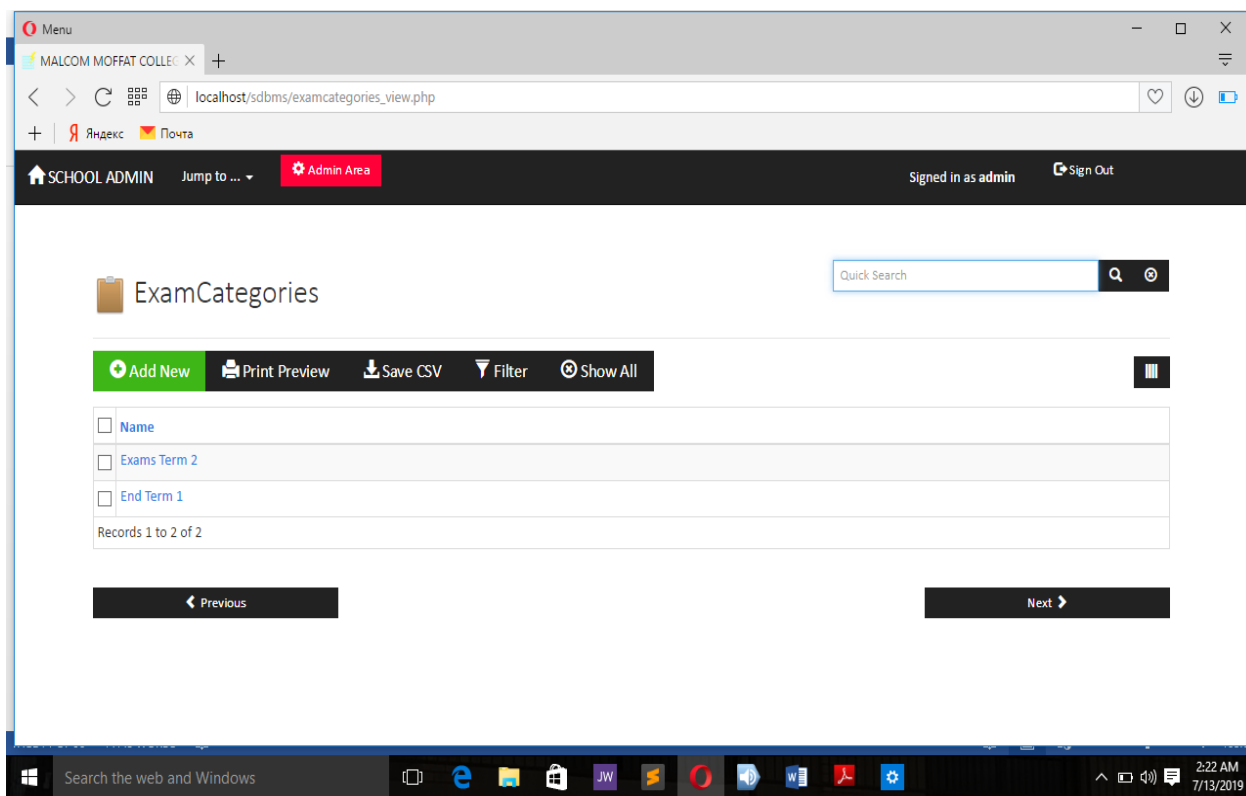 Menu
MALCOM MOFFAT COLLEG
localhost/sdbms/examcategories_view.php
Яндекс Почта
SCHOOL ADMIN Jump to ... Admin Area Signed in as admin Sign Out
Quick Search
ExamCategories
Add New Print Preview Save CSV Filter Show All
Name
Exams Term 2
End Term 1
Records 1 to 2 of 2
Previous Next
Search the web and Windows JW 2:22 AM
7/13/2019